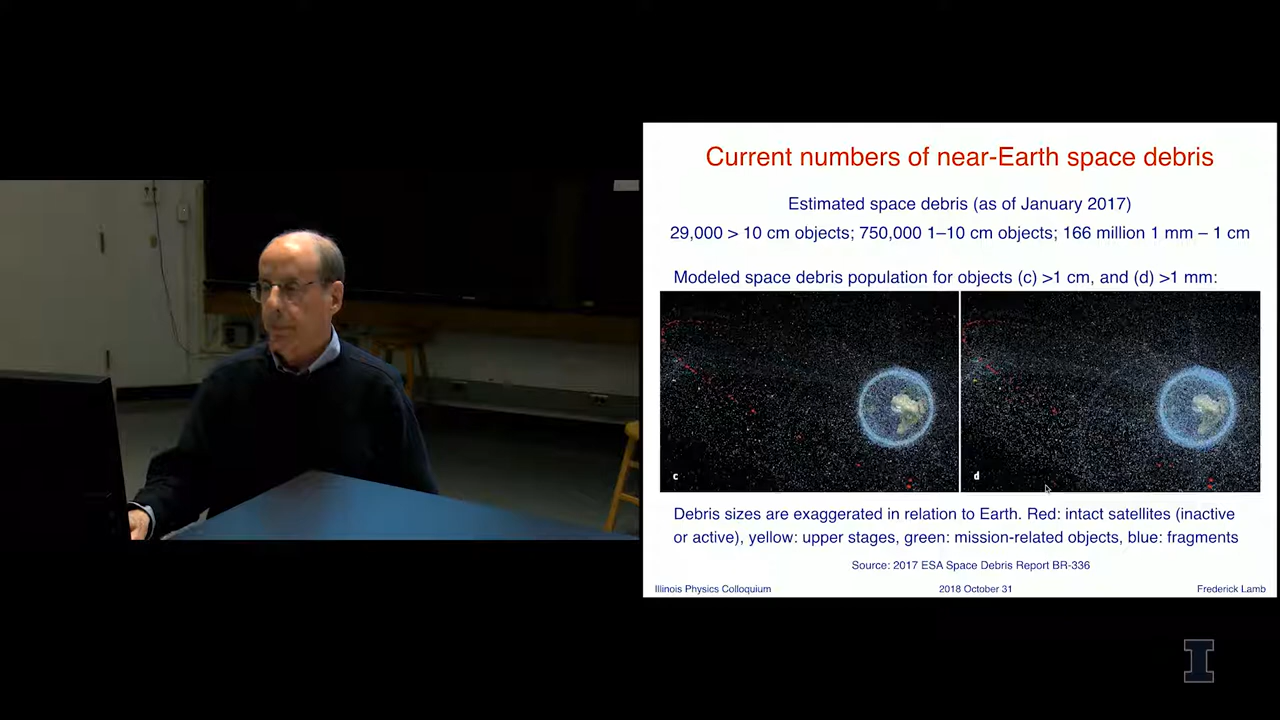 Current numbers of near-Earth space debris
Estimated space debris (as of January 2017)
29,000 > 10 cm objects; 750,000 1–10 cm objects; 166 million 1 mm – 1 cm
Modeled space debris population for objects (c) >1 cm, and (d) >1 mm:
c
d
Debris sizes are exaggerated in relation to Earth. Red: intact satellites (inactive
or active), yellow: upper stages, green: mission-related objects, blue: fragments
Source: 2017 ESA Space Debris Report BR-336
Illinois Physics Colloquium
2018 October 31
Frederick Lamb
I